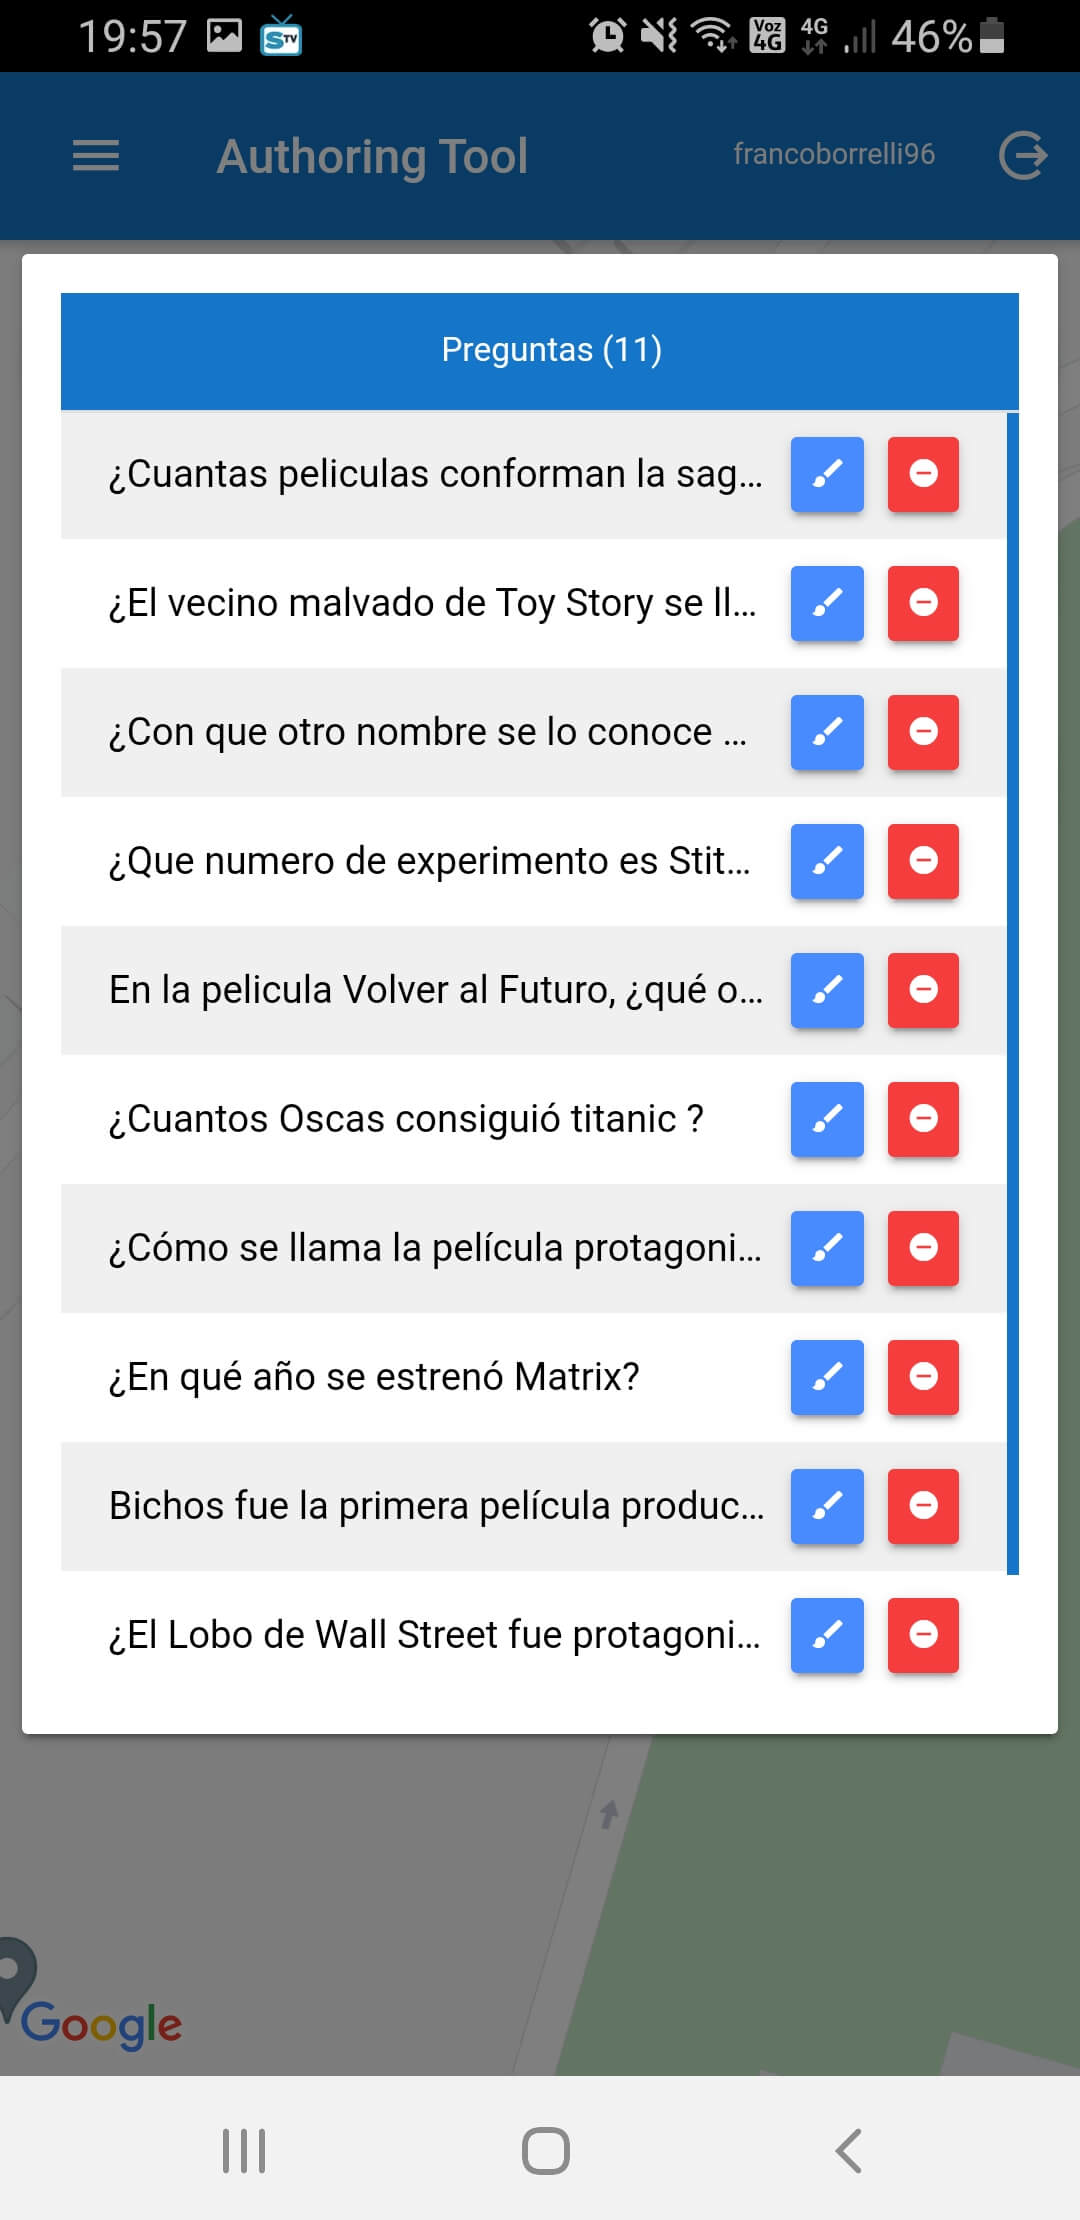 19:57
STV
Voz 4G
4G
46%
Authoring Tool
francoborrelli96
Preguntas (11)
¿Cuantas peliculas conforman la sag...
¿El vecino malvado de Toy Story se ll...
¿Con que otro nombre se lo conoce ...
¿Que numero de experimento es Stit...
En la pelicula Volver al Futuro, ¿qué o...
¿Cuantos Oscas consiguió titanic ?
¿Cómo se llama la película protagoni...
¿En qué año se estrenó Matrix?
Bichos fue la primera película produc...
¿El Lobo de Wall Street fue protagoni...
Google